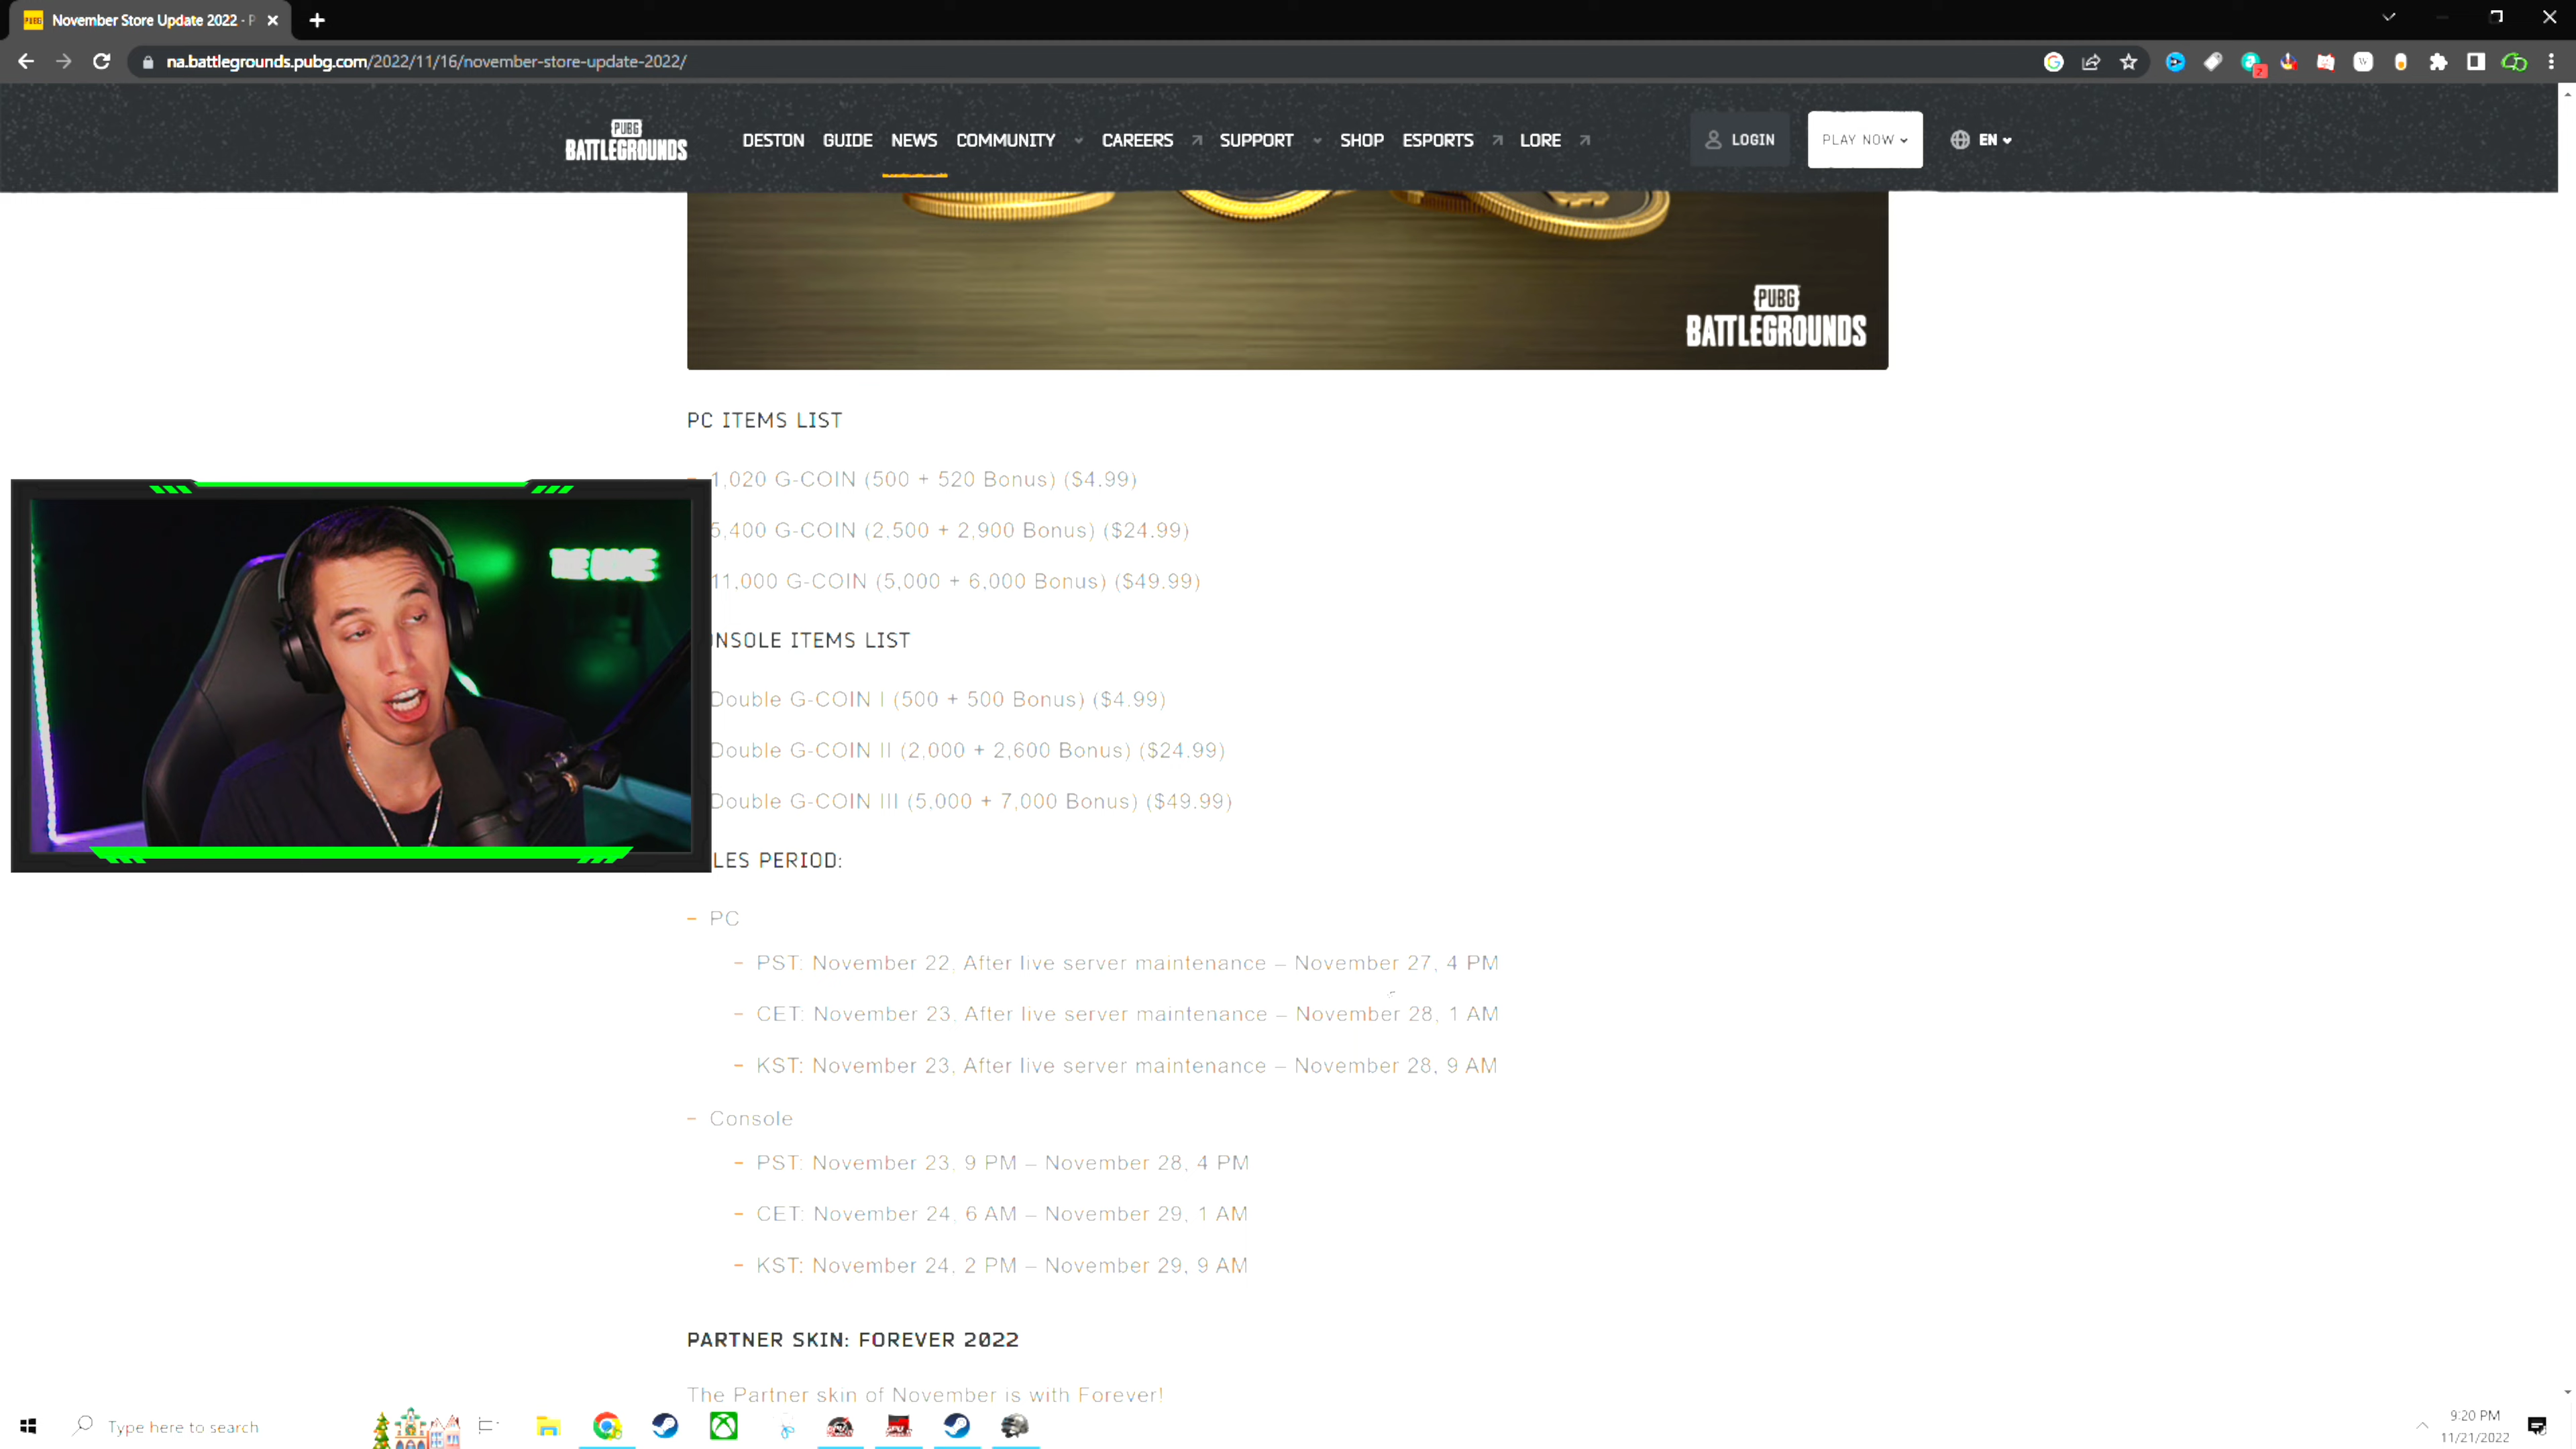 November Store Update 2022 - P
na.battlegrounds.pubg.com/2022/11/16/november-store-update-2022/
PUBG
BATTLEGROUNDS
DESTON GUIDE NEWS COMMUNITY CAREERS SUPPORT SHOP ESPORTS LORE
LOGIN
PLAY NOW
EN
PUBG
BATTLEGROUNDS
PC ITEMS LIST
1,020 G-COIN (500 + 520 Bonus) ($4.99)
5,400 G-COIN (2,500 + 2,900 Bonus) ($24.99)
11,000 G-COIN (5,000 + 6,000 Bonus) ($49.99)
NSOLE ITEMS LIST
Double G-COIN I (500 + 500 Bonus) ($4.99)
Double G-COIN II (2,000 + 2,600 Bonus) ($24.99)
Double G-COIN III (5,000 + 7,000 Bonus) ($49.99)
LES PERIOD:
– PC
– PST: November 22, After live server maintenance – November 27, 4 PM
– CET: November 23, After live server maintenance – November 28, 1 AM
– KST: November 23, After live server maintenance – November 28, 9 AM
– Console
– PST: November 23, 9 PM – November 28, 4 PM
– CET: November 24, 6 AM – November 29, 1 AM
– KST: November 24, 2 PM – November 29, 9 AM
PARTNER SKIN: FOREVER 2022
The Partner skin of November is with Forever!
Type here to search
9:20 PM
11/21/2022